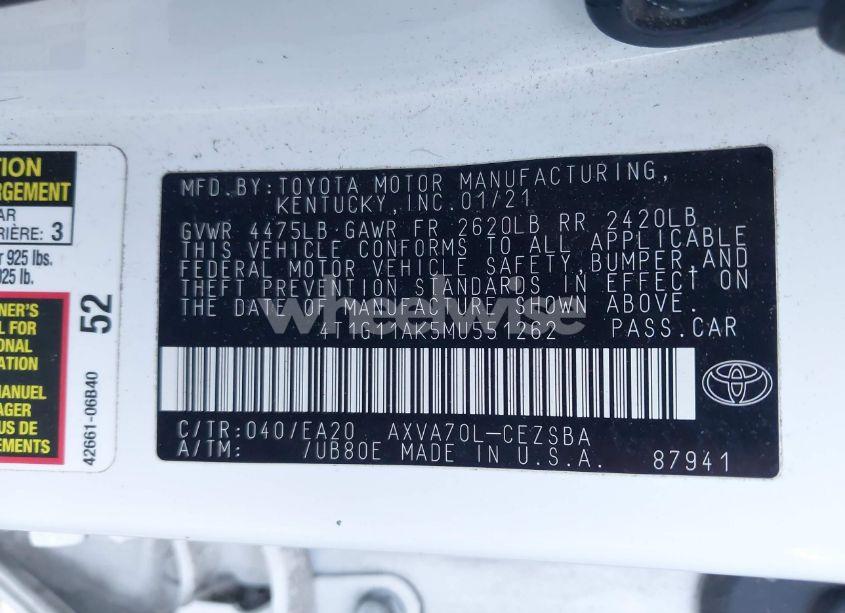 TION
RGEMENT
AR
RIÈRE: 3
925 lbs.
025 lb.
NER'S
L FOR
ONAL
ATION
MANUEL
AGER
US DE
EMENTS
52
42661-06B40
MFD.BY:TOYOTA MOTOR MANUFACTURING,
KENTUCKY,INC.01/21
GVWR 4475LB GAWR FR 2620LB RR 2420LB
THIS VEHICLE CONFORMS TO ALL APPLICABLE
FEDERAL MOTOR VEHICLE SAFETY,BUMPER,AND
THEFT PREVENTION STANDARDS IN EFFECT ON
THE DATE OF MANUFACTURE SHOWN ABOVE.
4T1G11AK5MU551262 PASS.CAR
C/TR:040/EA20 AXVA70L-CEZSBA
A/TM: /UB80E MADE IN U.S.A. 87941
wheelwise